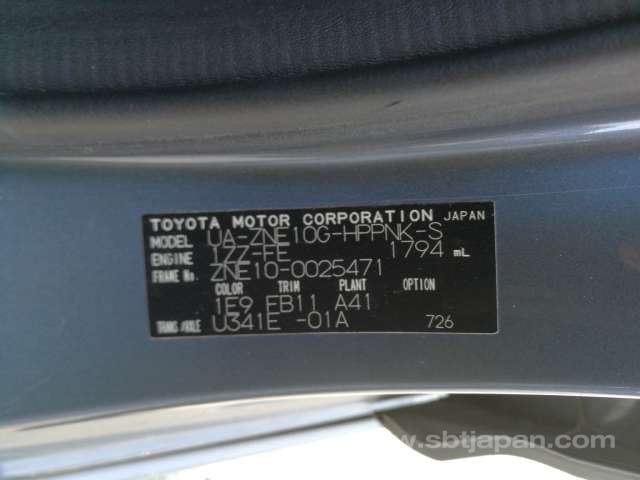 TOYOTA MOTOR CORPORATION JAPAN
MODEL UA-ZNE10G-HPPNK-S
ENGINE 1ZZ-FE 1794 mL
FRAME No. ZNE10-0025471
COLOR TRIM PLANT OPTION
1E9 FB11 A41
TRANS./AXLE U341E -01A 726
www.sbtjapan.com